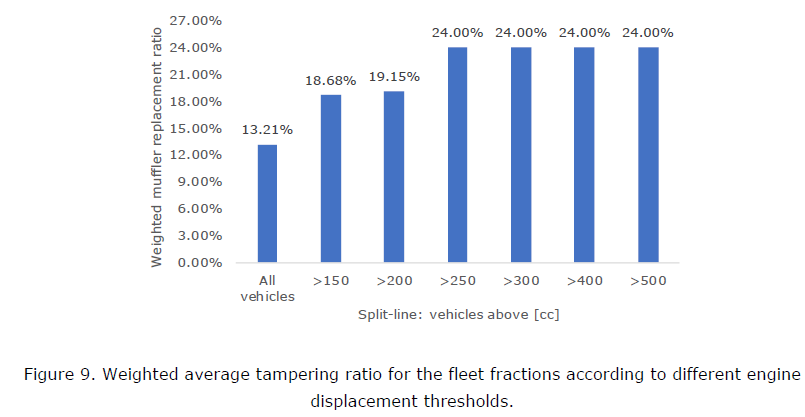 27.00%
24.00%
21.00%
18.00%
15.00%
12.00%
9.00%
6.00%
3.00%
0.00%
Weighted muffler replacement ratio
13.21%
18.68%
19.15%
24.00% 24.00% 24.00% 24.00%
All
vehicles
>150 >200 >250 >300 >400 >500
Split-line: vehicles above [cc]
Figure 9. Weighted average tampering ratio for the fleet fractions according to different engine
displacement thresholds.